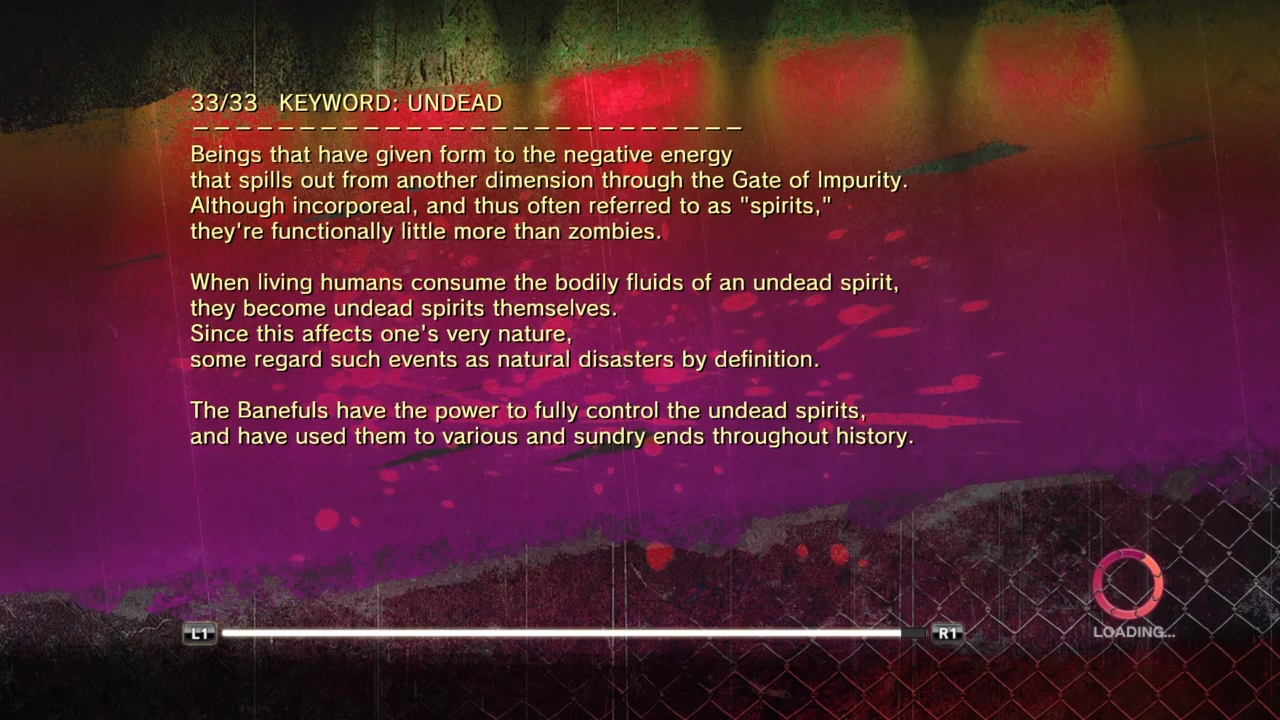 33/33 KEYWORD: UNDEAD
Beings that have given form to the negative energy
that spills out from another dimension through the Gate of Impurity.
Although incorporeal, and thus often referred to as "spirits,"
they're functionally little more than zombies.
When living humans consume the bodily fluids of an undead spirit,
they become undead spirits themselves.
Since this affects one's very nature,
some regard such events as natural disasters by definition.
The Banefuls have the power to fully control the undead spirits,
and have used them to various and sundry ends throughout history.
L1 R1
LOADING...